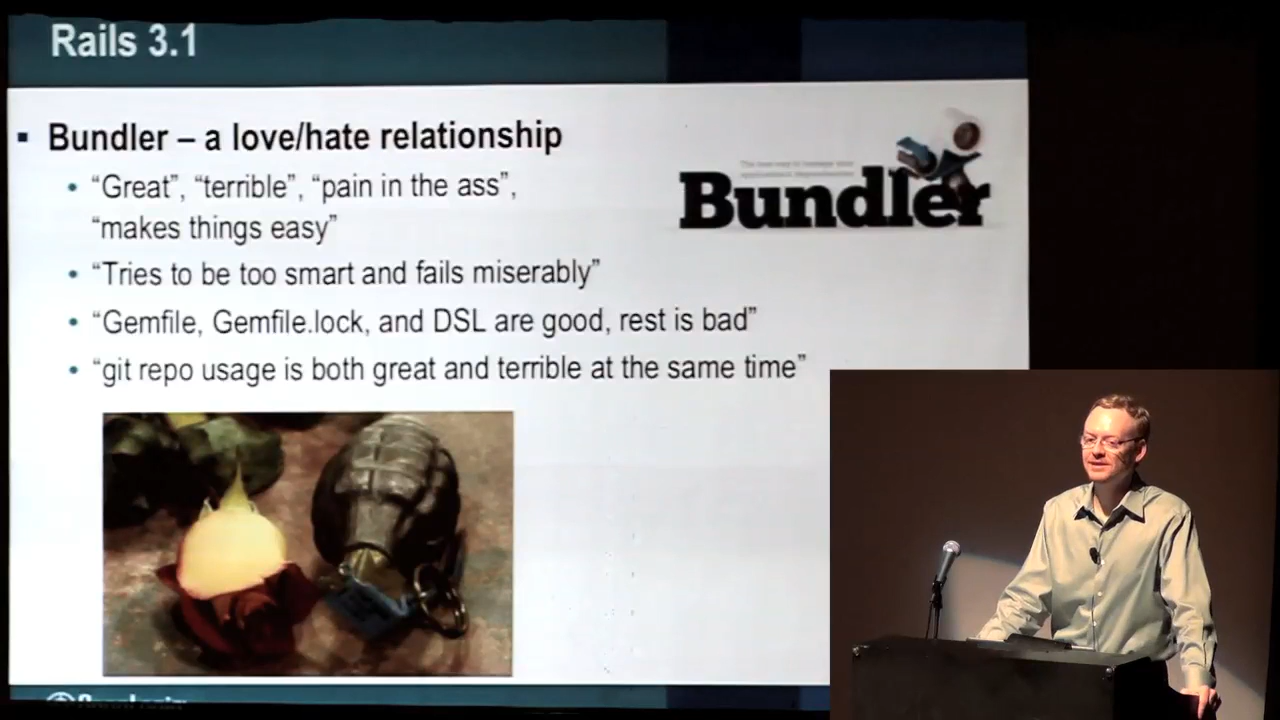 Rails 3.1
▪ Bundler – a love/hate relationship
• “Great”, “terrible”, “pain in the ass”,
“makes things easy”
• “Tries to be too smart and fails miserably”
• “Gemfile, Gemfile.lock, and DSL are good, rest is bad”
• “git repo usage is both great and terrible at the same time”
Bundler